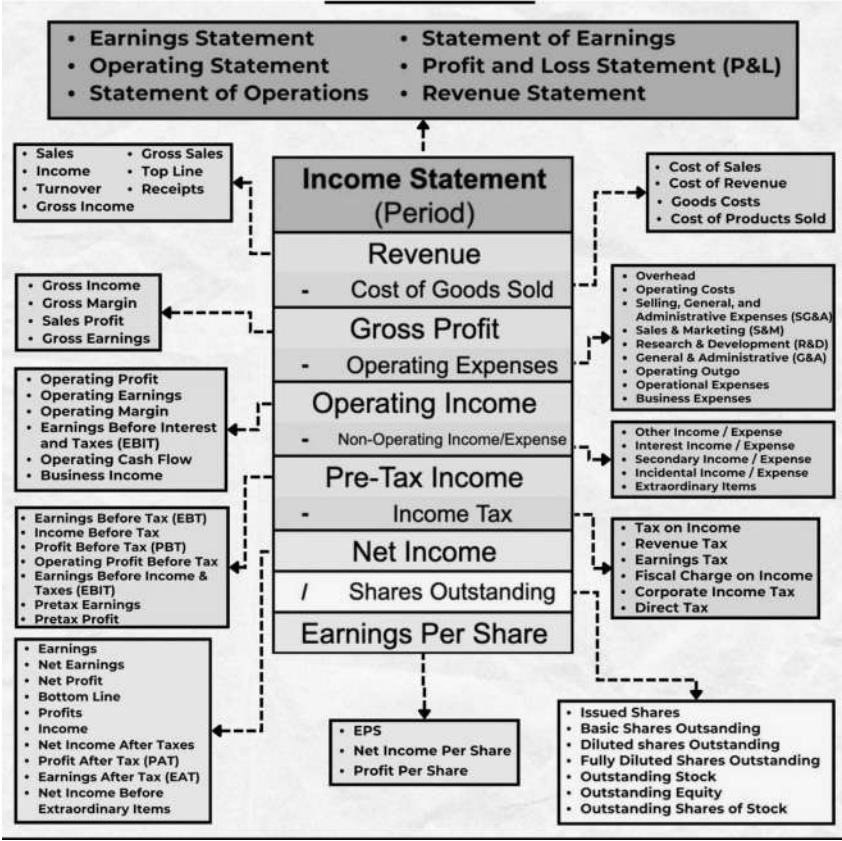 • Earnings Statement
• Operating Statement
• Statement of Operations
• Statement of Earnings
• Profit and Loss Statement (P&L)
• Revenue Statement
• Sales
• Income
• Turnover
• Gross Income
• Gross Sales
• Top Line
• Receipts
Income Statement
(Period)
Revenue
- Cost of Goods Sold
Gross Profit
- Operating Expenses
Operating Income
- Non-Operating Income/Expense
Pre-Tax Income
- Income Tax
Net Income
/ Shares Outstanding
Earnings Per Share
• Cost of Sales
• Cost of Revenue
• Goods Costs
• Cost of Products Sold
• Gross Income
• Gross Margin
• Sales Profit
• Gross Earnings
• Overhead
• Operating Costs
• Selling, General, and
Administrative Expenses (SG&A)
• Sales & Marketing (S&M)
• Research & Development (R&D)
• General & Administrative (G&A)
• Operating Outgo
• Operational Expenses
• Business Expenses
• Operating Profit
• Operating Earnings
• Operating Margin
• Earnings Before Interest
and Taxes (EBIT)
• Operating Cash Flow
• Business Income
• Other Income / Expense
• Interest Income / Expense
• Secondary Income / Expense
• Incidental Income / Expense
• Extraordinary Items
• Earnings Before Tax (EBT)
• Income Before Tax
• Profit Before Tax (PBT)
• Operating Profit Before Tax
• Earnings Before Income &
Taxes (EBIT)
• Pretax Earnings
• Pretax Profit
• Tax on Income
• Revenue Tax
• Earnings Tax
• Fiscal Charge on Income
• Corporate Income Tax
• Direct Tax
• Earnings
• Net Earnings
• Net Profit
• Bottom Line
• Profits
• Income
• Net Income After Taxes
• Profit After Tax (PAT)
• Earnings After Tax (EAT)
• Net Income Before
Extraordinary Items
• EPS
• Net Income Per Share
• Profit Per Share
• Issued Shares
• Basic Shares Outsanding
• Diluted shares Outstanding
• Fully Diluted Shares Outstanding
• Outstanding Stock
• Outstanding Equity
• Outstanding Shares of Stock